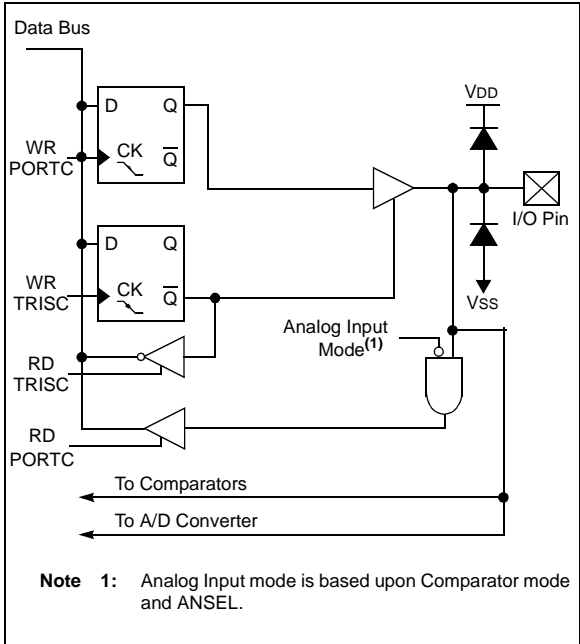 Data Bus
VDD
D Q
WR
PORTC
CK Q
I/O Pin
D Q
WR
TRISC
CK Q
VSS
Analog Input
Mode(1)
RD
TRISC
RD
PORTC
To Comparators
To A/D Converter
Note 1: Analog Input mode is based upon Comparator mode
and ANSEL.